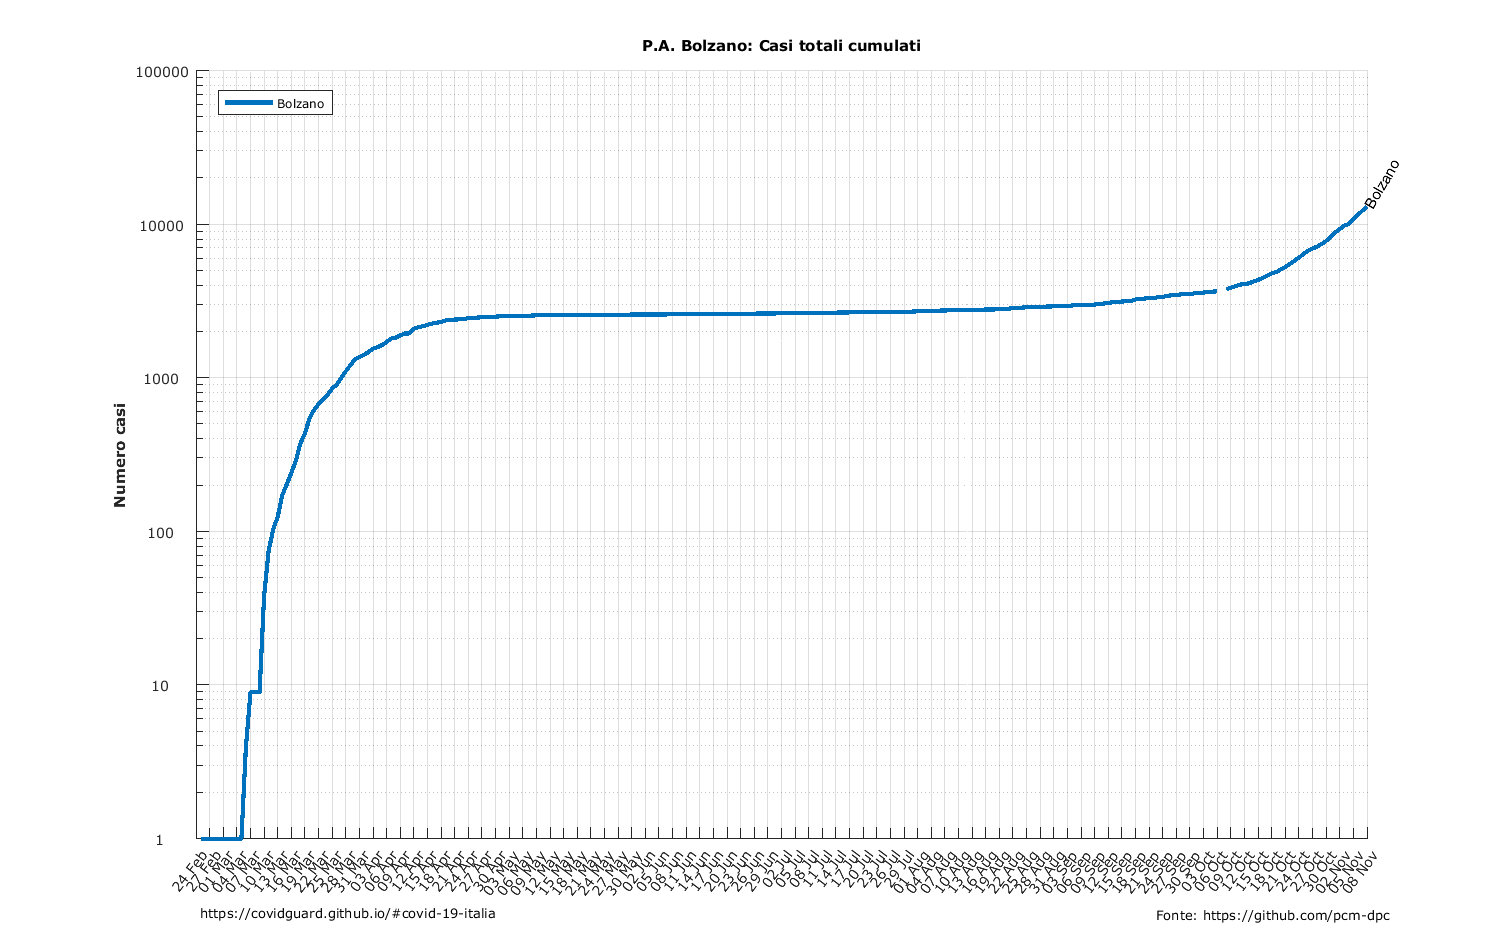 P.A. Bolzano: Casi totali cumulati
Bolzano
Bolzano
Numero casi
100000
10000
1000
100
10
1
24 Feb
27 Feb
01 Mar
04 Mar
07 Mar
10 Mar
13 Mar
16 Mar
19 Mar
22 Mar
25 Mar
28 Mar
31 Mar
03 Apr
06 Apr
09 Apr
12 Apr
15 Apr
18 Apr
21 Apr
24 Apr
27 Apr
30 Apr
03 May
06 May
09 May
12 May
15 May
18 May
21 May
24 May
27 May
30 May
02 Jun
05 Jun
08 Jun
11 Jun
14 Jun
17 Jun
20 Jun
23 Jun
26 Jun
29 Jun
02 Jul
05 Jul
08 Jul
11 Jul
14 Jul
17 Jul
20 Jul
23 Jul
26 Jul
29 Jul
01 Aug
04 Aug
07 Aug
10 Aug
13 Aug
16 Aug
19 Aug
22 Aug
25 Aug
28 Aug
31 Aug
03 Sep
06 Sep
09 Sep
12 Sep
15 Sep
18 Sep
21 Sep
24 Sep
27 Sep
30 Sep
03 Oct
06 Oct
09 Oct
12 Oct
15 Oct
18 Oct
21 Oct
24 Oct
27 Oct
30 Oct
02 Nov
05 Nov
08 Nov
https://covidguard.github.io/#covid-19-italia
Fonte: https://github.com/pcm-dpc